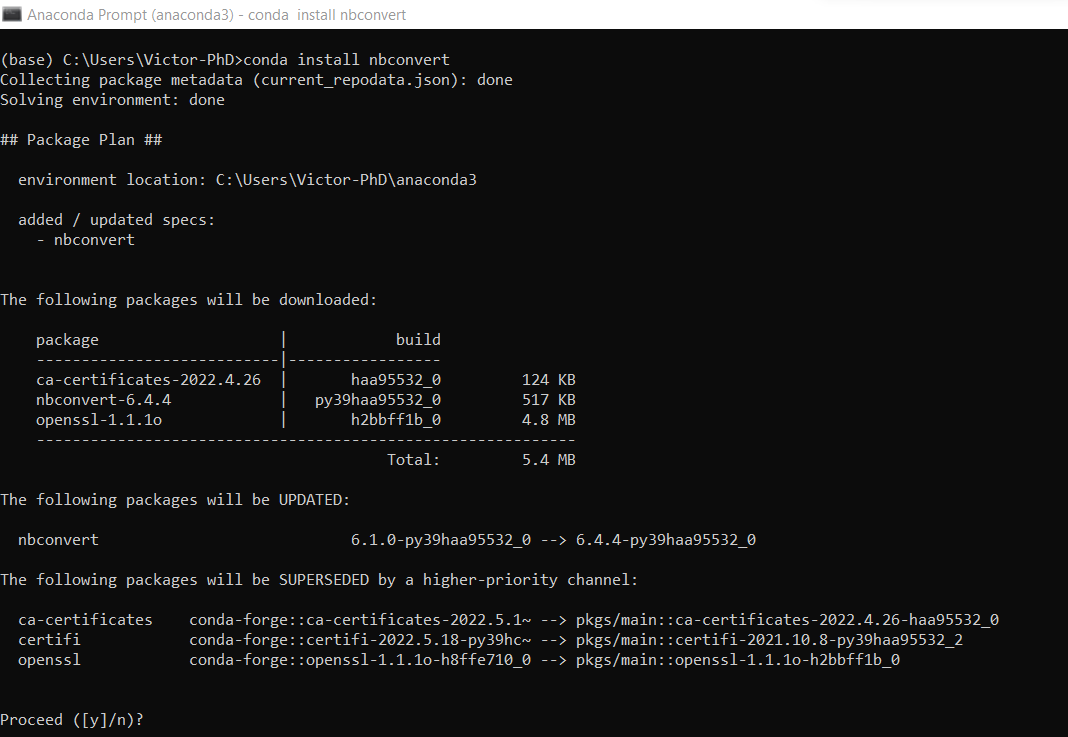 Anaconda Prompt (anaconda3) - conda  install nbconvert
(base) C:\Users\Victor-PhD>conda install nbconvert
Collecting package metadata (current_repodata.json): done
Solving environment: done
## Package Plan ##
  environment location: C:\Users\Victor-PhD\anaconda3
  added / updated specs:
    - nbconvert
The following packages will be downloaded:
    package                    |            build
    ---------------------------|-----------------
    ca-certificates-2022.4.26  |       haa95532_0         124 KB
    nbconvert-6.4.4            |   py39haa95532_0         517 KB
    openssl-1.1.1o             |       h2bbff1b_0         4.8 MB
    ------------------------------------------------------------
                                           Total:         5.4 MB
The following packages will be UPDATED:
  nbconvert                            6.1.0-py39haa95532_0 --> 6.4.4-py39haa95532_0
The following packages will be SUPERSEDED by a higher-priority channel:
  ca-certificates    conda-forge::ca-certificates-2022.5.1~ --> pkgs/main::ca-certificates-2022.4.26-haa95532_0
  certifi            conda-forge::certifi-2022.5.18-py39hc~ --> pkgs/main::certifi-2021.10.8-py39haa95532_2
  openssl            conda-forge::openssl-1.1.1o-h8ffe710_0 --> pkgs/main::openssl-1.1.1o-h2bbff1b_0
Proceed ([y]/n)?